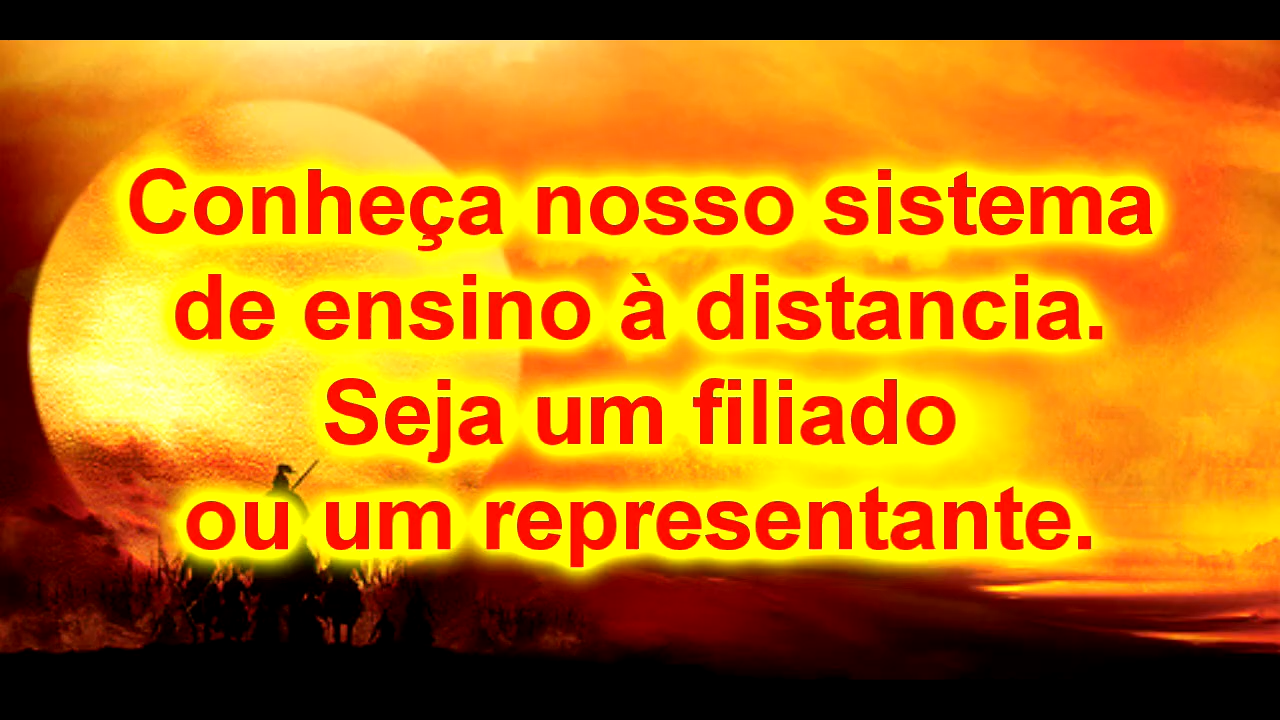 Conheça nosso sistema
de ensino à distancia.
Seja um filiado
ou um representante.